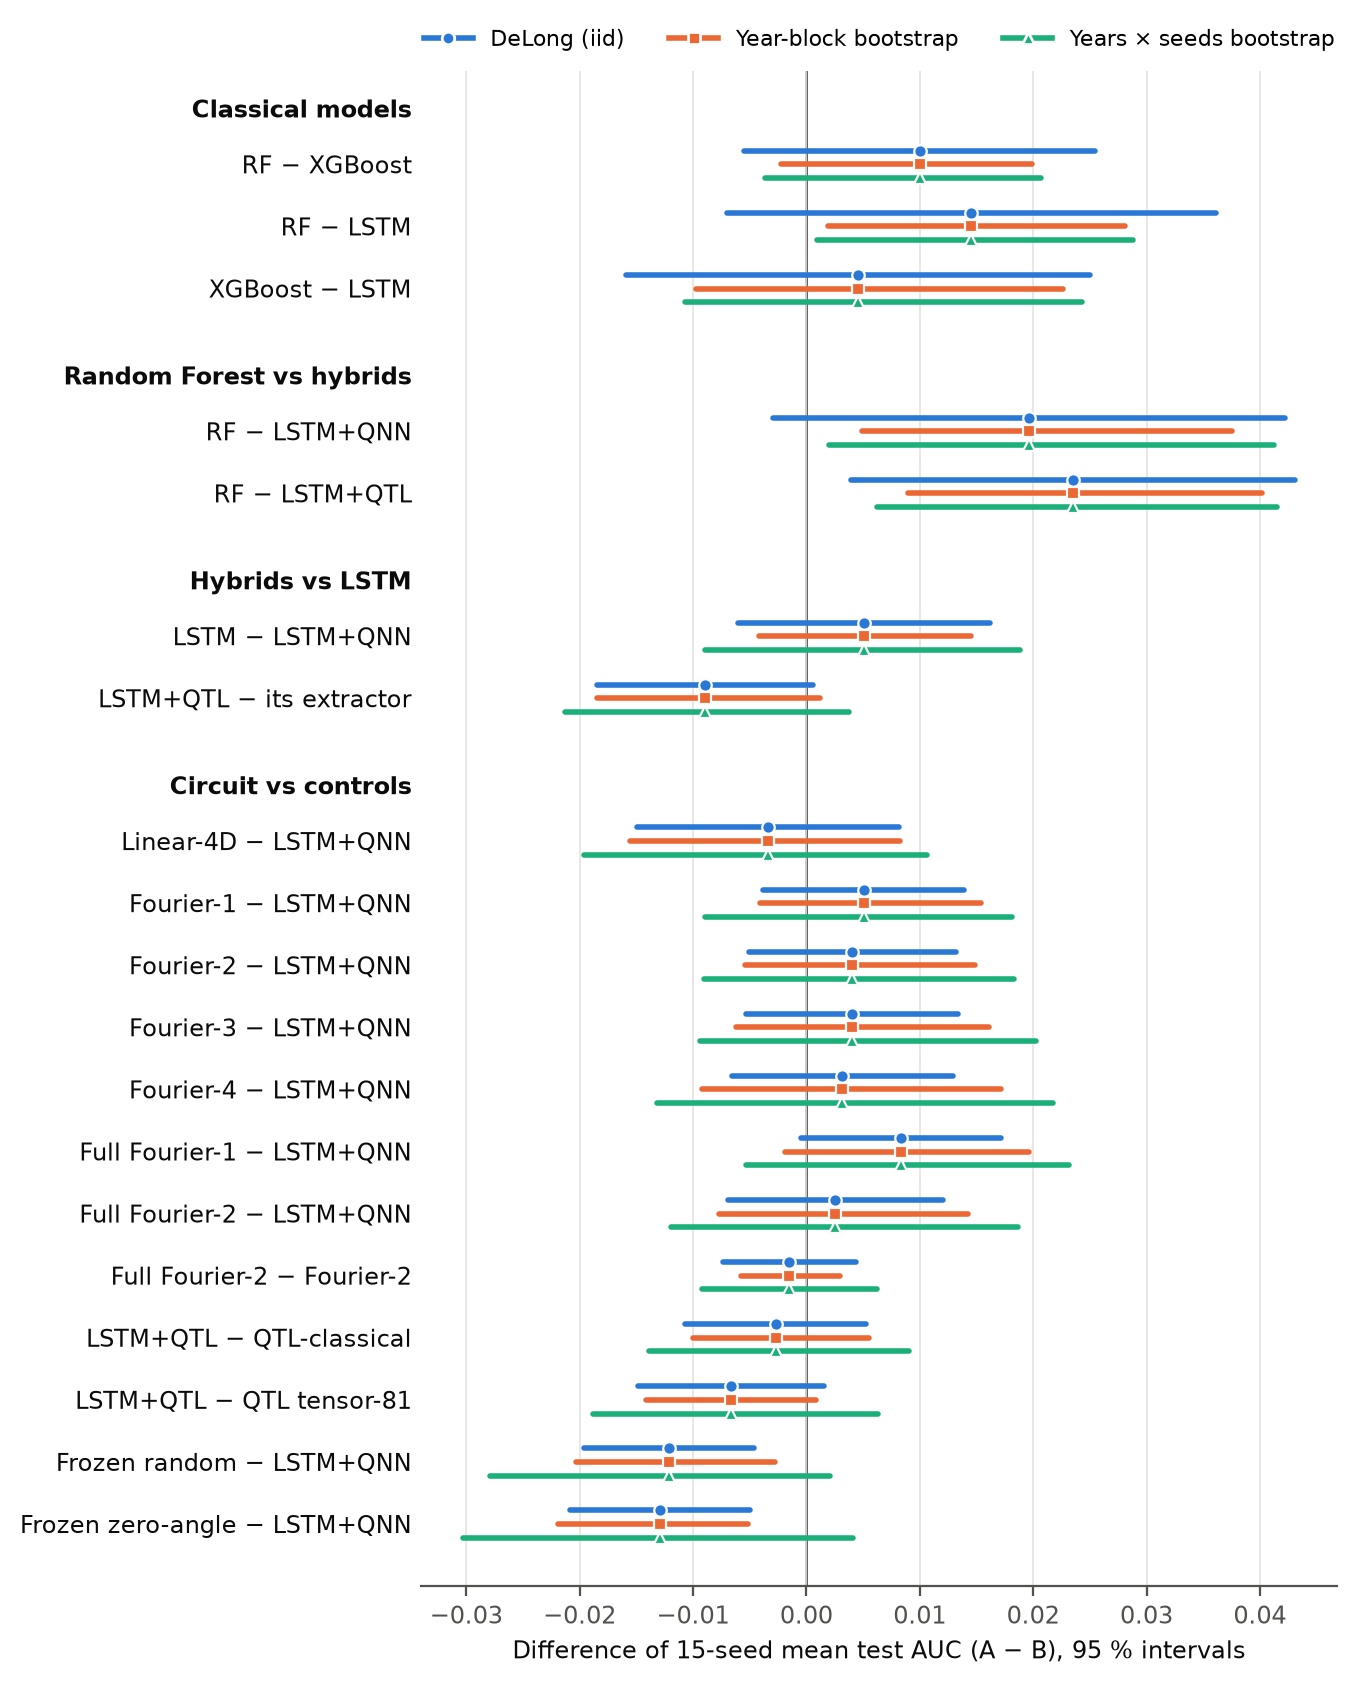 DeLong (iid) Year-block bootstrap Years × seeds bootstrap
Classical models
RF − XGBoost
RF − LSTM
XGBoost − LSTM
Random Forest vs hybrids
RF − LSTM+QNN
RF − LSTM+QTL
Hybrids vs LSTM
LSTM − LSTM+QNN
LSTM+QTL − its extractor
Circuit vs controls
Linear-4D − LSTM+QNN
Fourier-1 − LSTM+QNN
Fourier-2 − LSTM+QNN
Fourier-3 − LSTM+QNN
Fourier-4 − LSTM+QNN
Full Fourier-1 − LSTM+QNN
Full Fourier-2 − LSTM+QNN
Full Fourier-2 − Fourier-2
LSTM+QTL − QTL-classical
LSTM+QTL − QTL tensor-81
Frozen random − LSTM+QNN
Frozen zero-angle − LSTM+QNN
−0.03 −0.02 −0.01 0.00 0.01 0.02 0.03 0.04
Difference of 15-seed mean test AUC (A − B), 95 % intervals